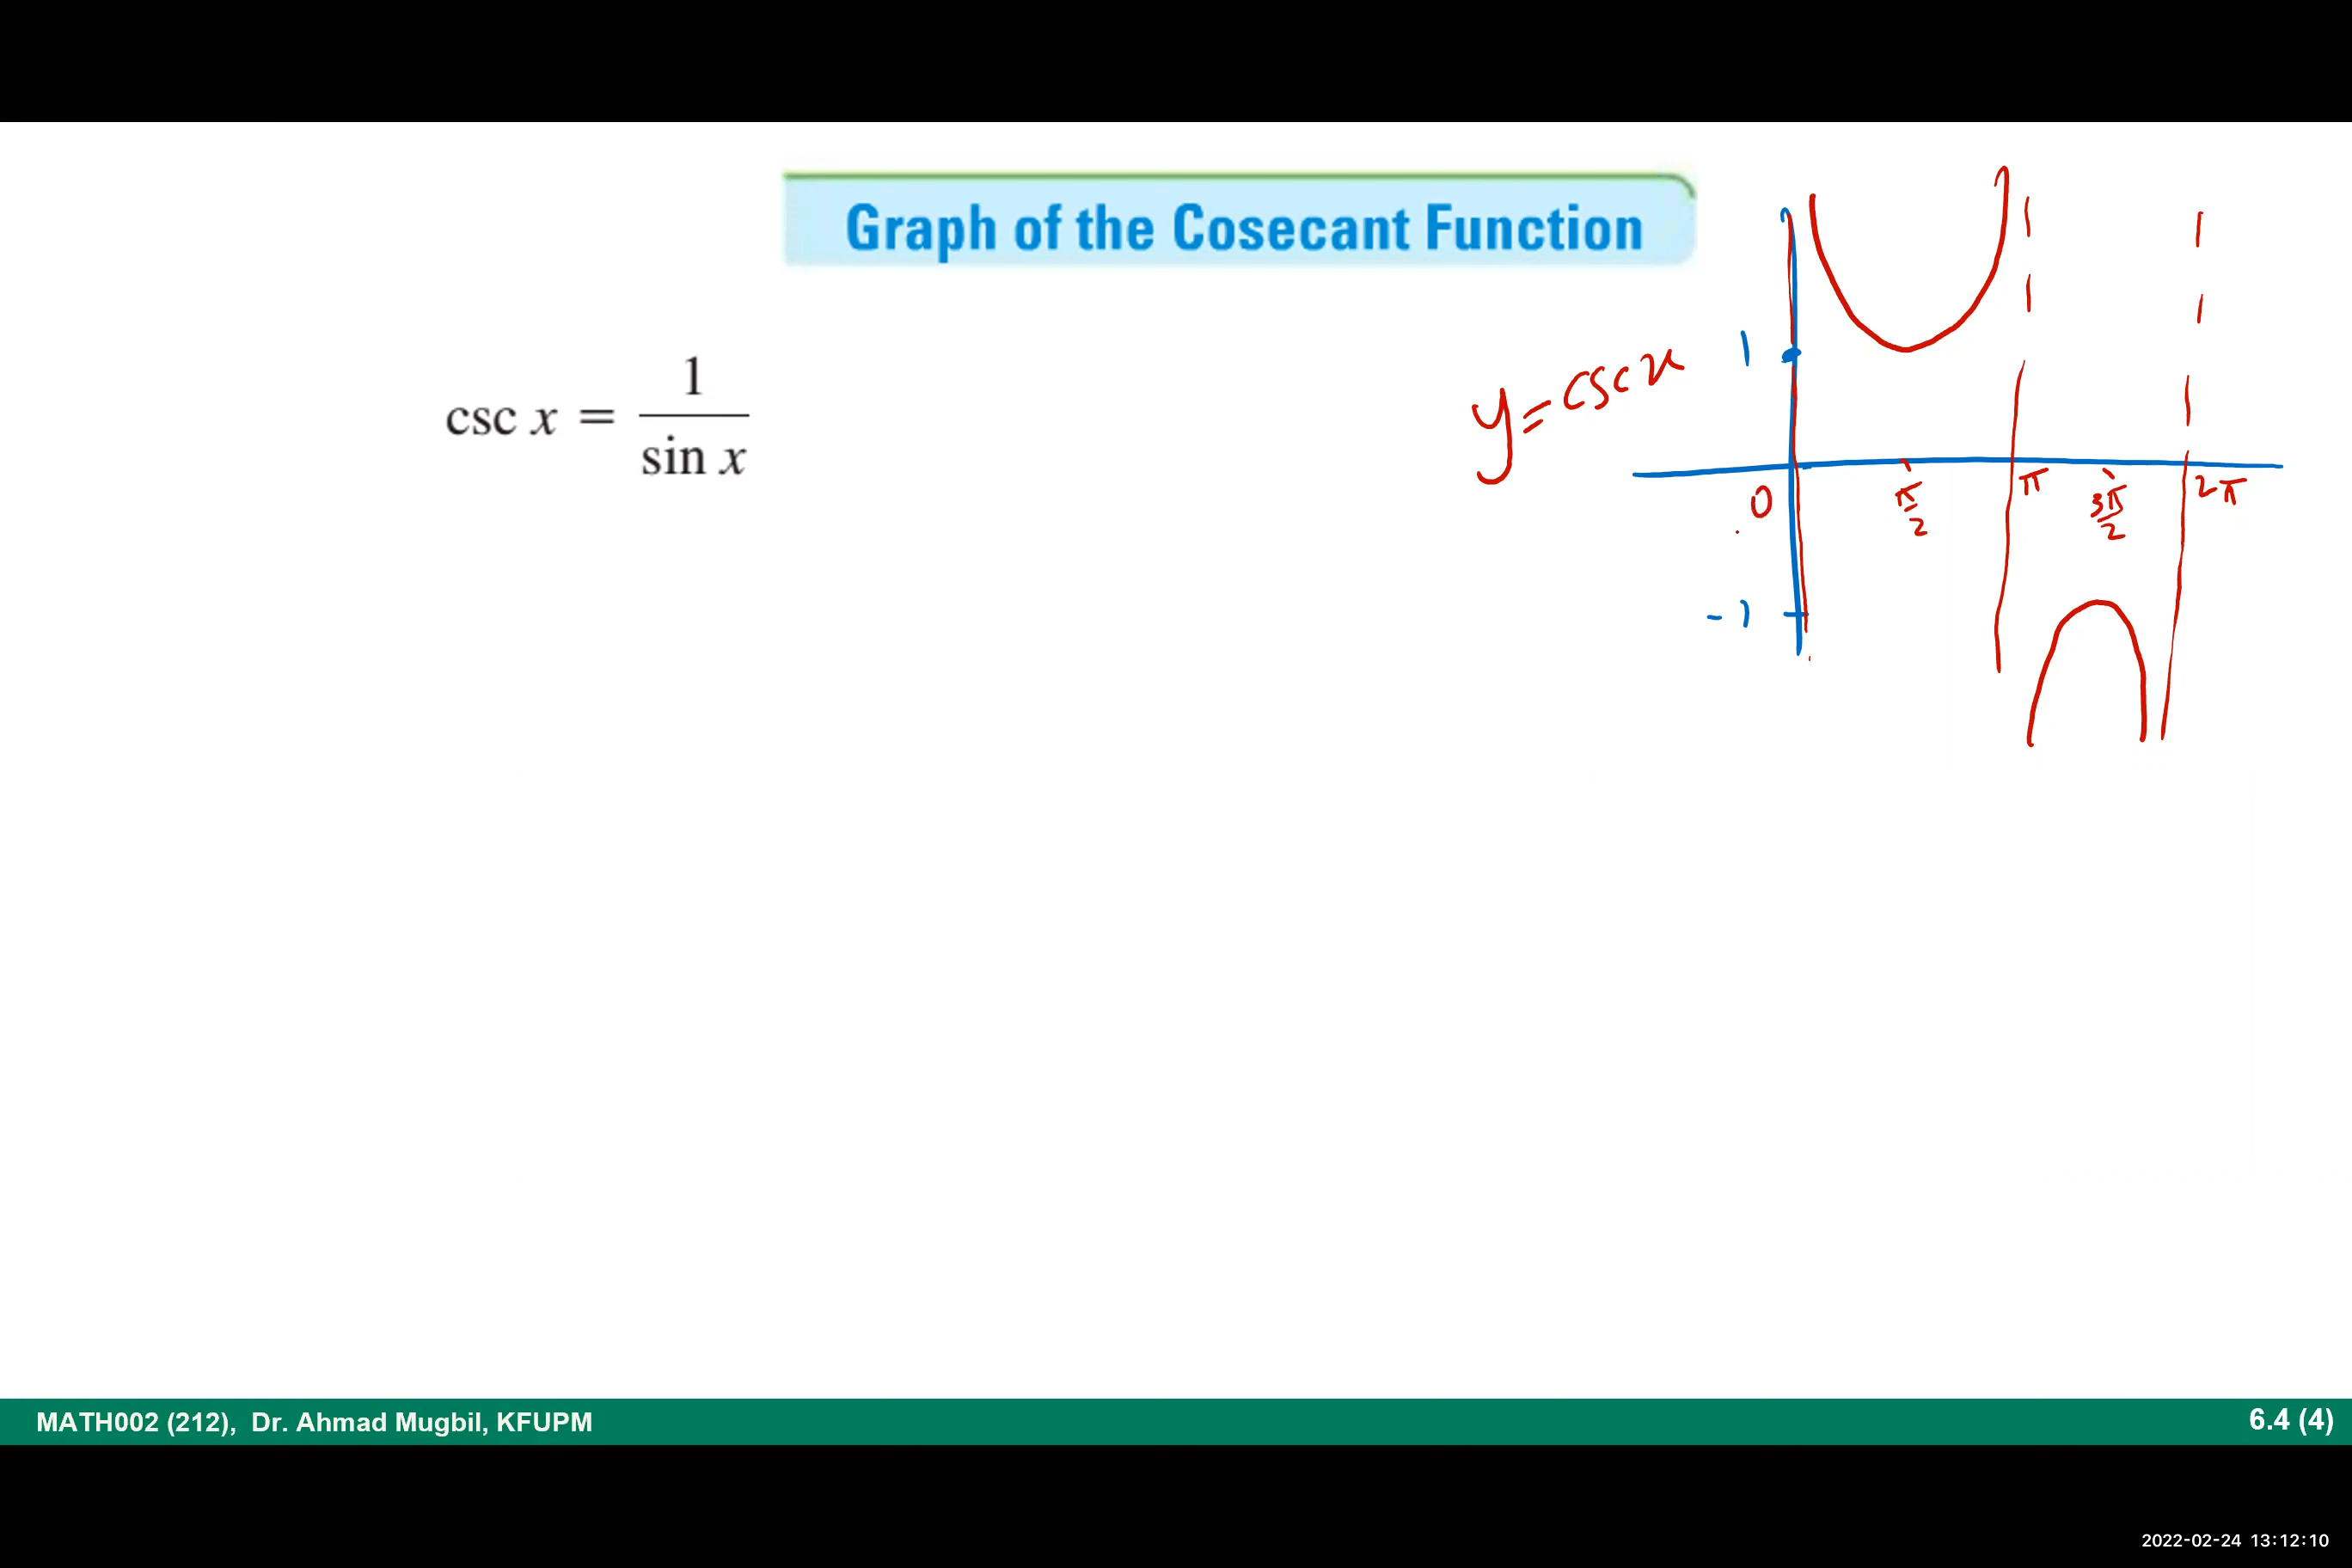 Graph of the Cosecant Function
csc x = 1 / sin x
y = csc x
1
0
π/2
π
3π/2
2π
-1
MATH002 (212), Dr. Ahmad Mugbil, KFUPM
6.4 (4)
2022-02-24 13:12:10